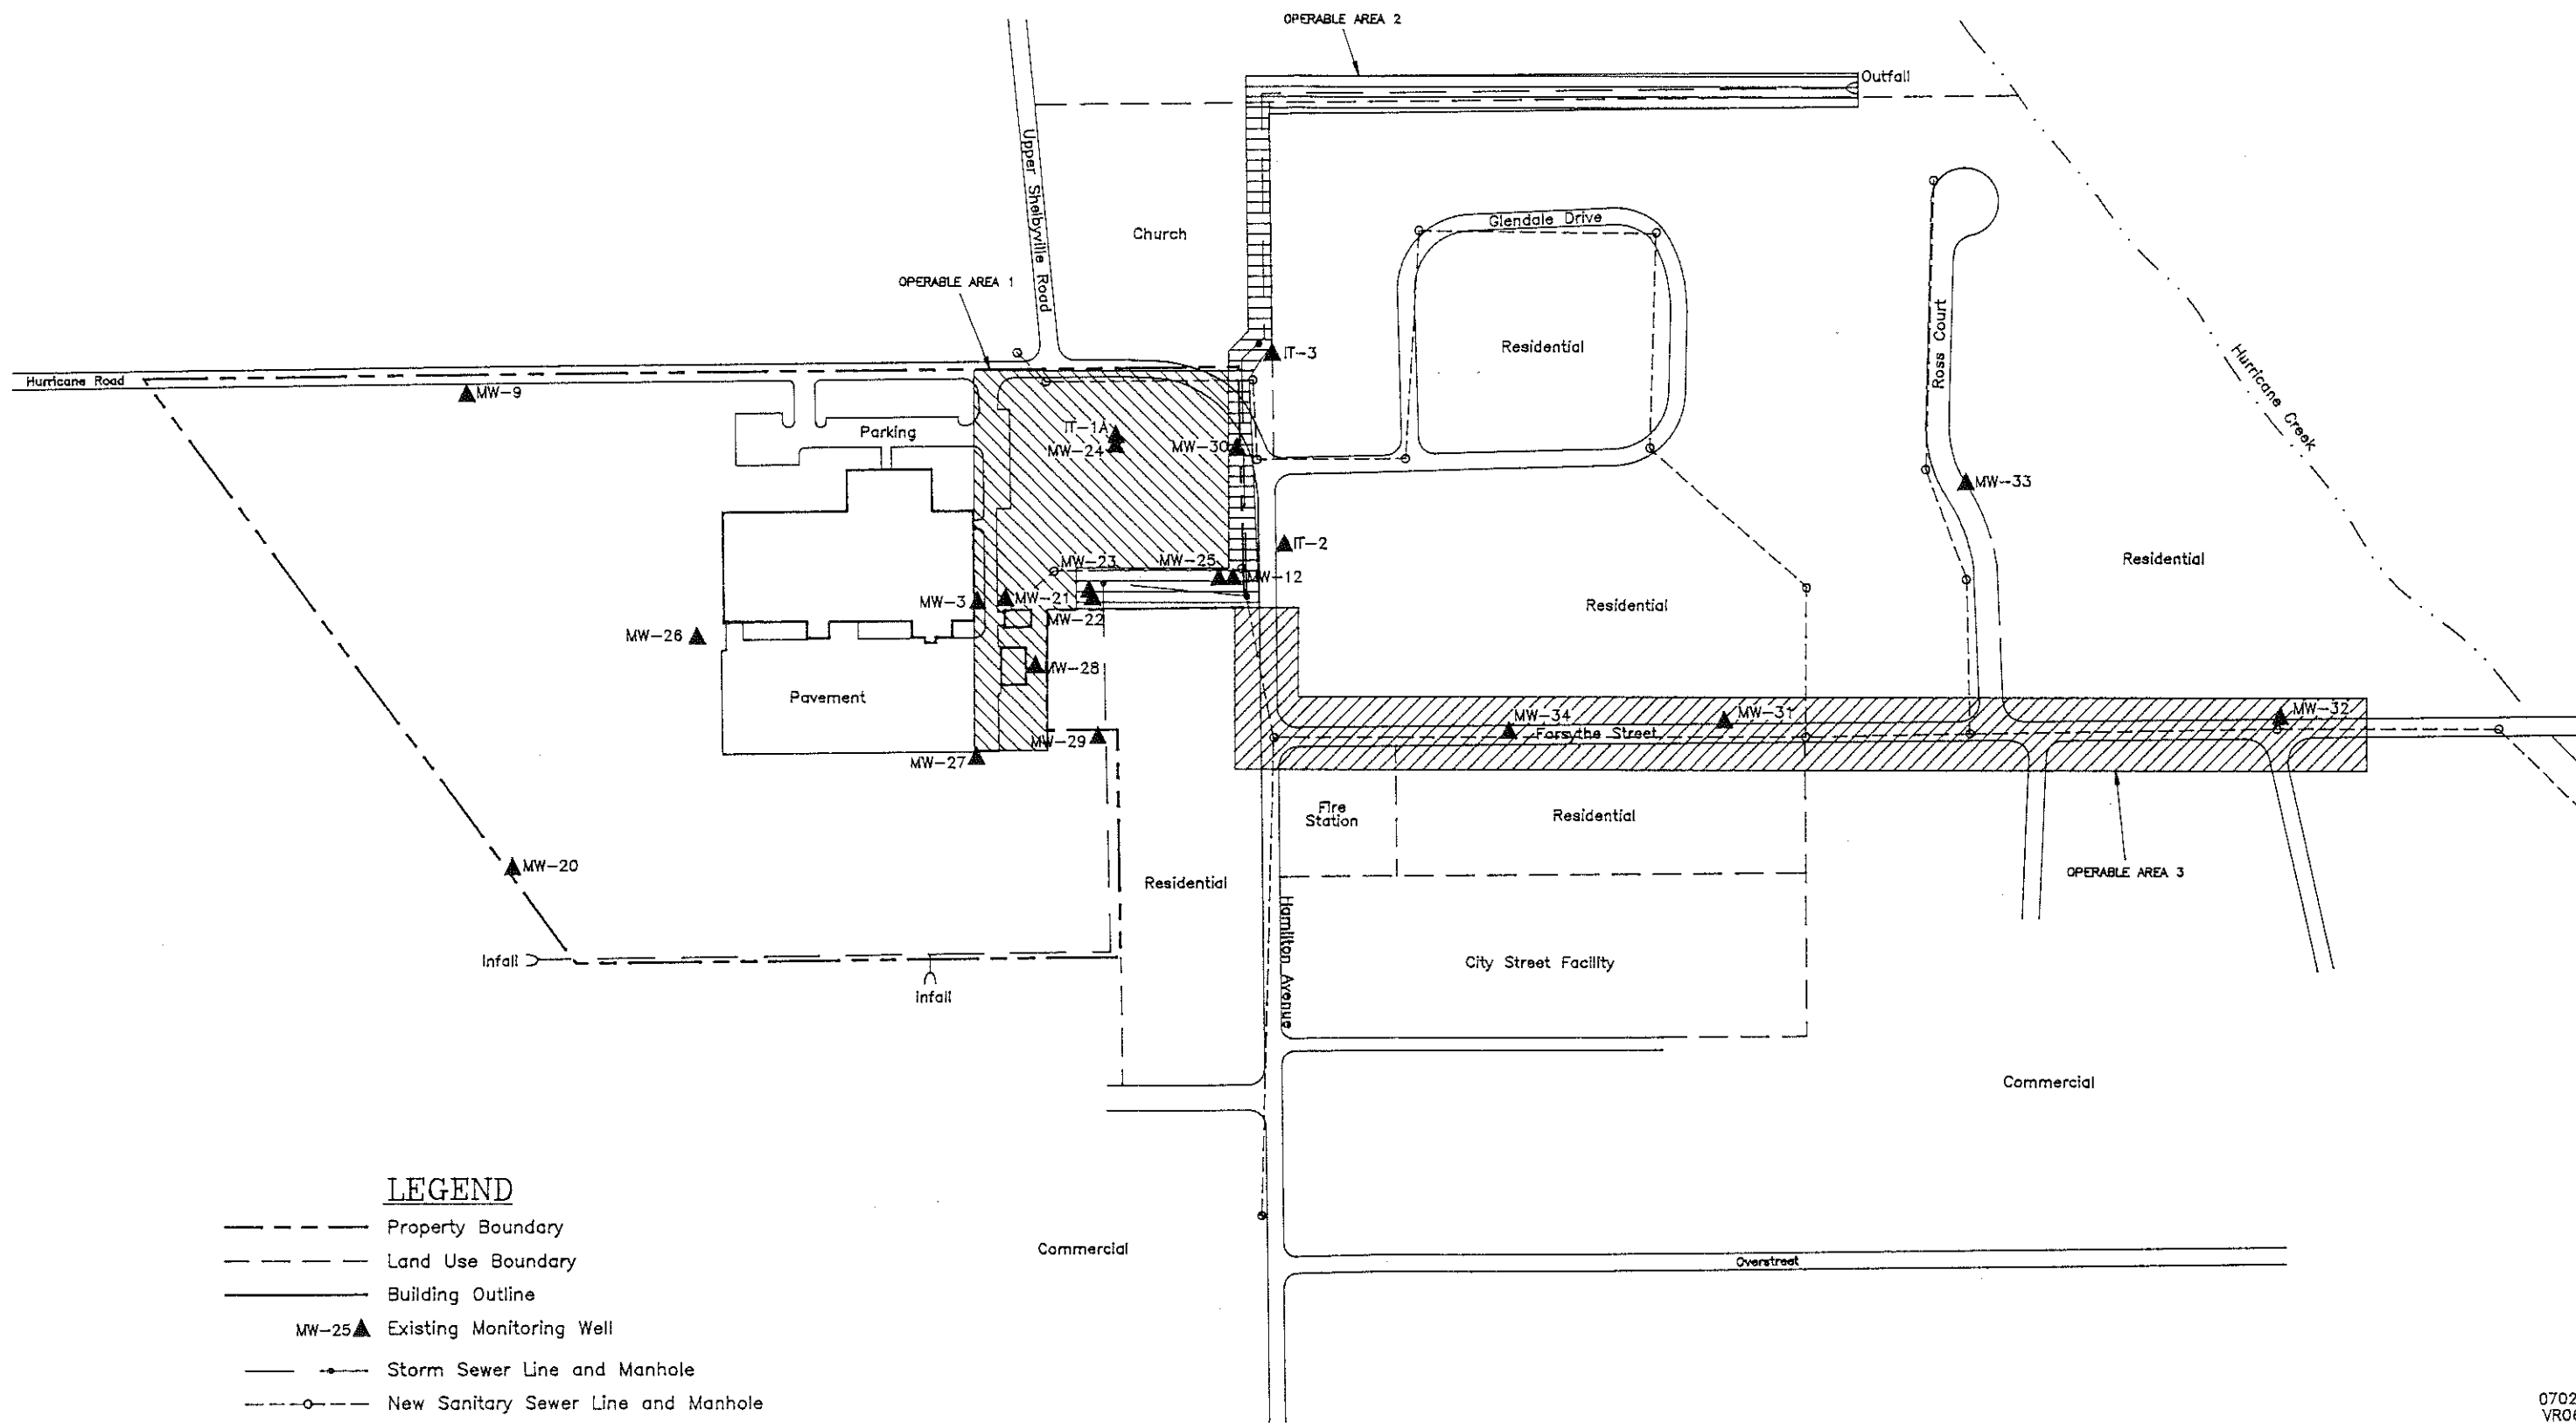 OPERABLE AREA 2
Outfall
Upper Shelbyville Road
Church
Glendale Drive
OPERABLE AREA 1
Ross Court
Residential
IT-3
Hurricane Creek
Hurricane Road
MW-9
Parking
IT-1A
MW-24
MW-30
MW-33
IT-2
Residential
MW-23
MW-25
MW-12
MW-3
MW-21
MW-22
Residential
MW-26
MW-28
Pavement
MW-34
MW-31
MW-32
Forsythe Street
MW-29
MW-27
Fire
Station
Residential
OPERABLE AREA 3
MW-20
Residential
Hamilton Avenue
Infall
City Street Facility
infall
Commercial
Commercial
Overstreet
LEGEND
Property Boundary
Land Use Boundary
Building Outline
MW-25 Existing Monitoring Well
Storm Sewer Line and Manhole
New Sanitary Sewer Line and Manhole
0702